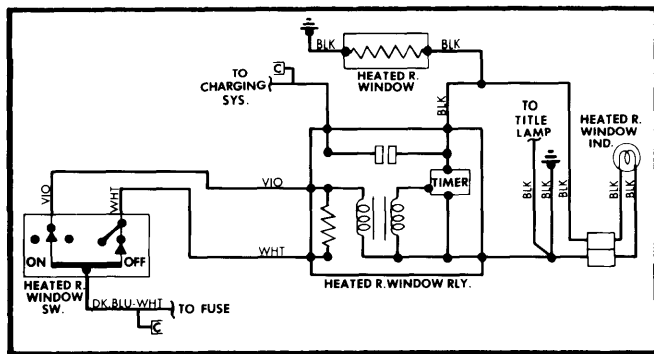 BLK
BLK
HEATED R.
WINDOW
C
TO
CHARGING
SYS.
BLK
TO
TITLE
LAMP
HEATED R.
WINDOW
IND.
BLK
BLK
BLK
BLK
BLK
TIMER
VIO
WHT
VIO
WHT
HEATED R.WINDOW RLY.
ON
OFF
HEATED R.
WINDOW
SW.
DK.BLU-WHT
TO FUSE
C